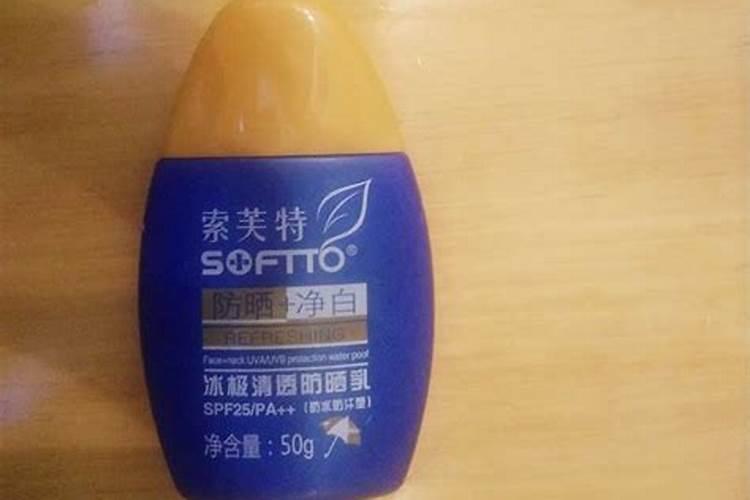 索芙特
SOFTTO®
防晒+净白
REFRESHING
Face+neck UVA/UVB protection water poof
冰极清透防晒乳
SPF25/PA++（防水防汗型）
净含量：50g